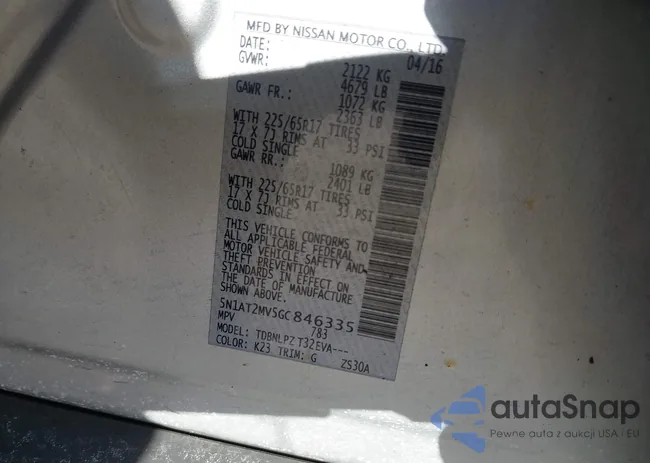 MFD BY NISSAN MOTOR CO., LTD
DATE: 04/16
GVWR: 2122 KG
4679 LB
GAWR FR.: 1072 KG
2363 LB
WITH 225/65R17 TIRES
17 X 7J RIMS AT 33 PSI
COLD SINGLE
GAWR RR.: 1089 KG
2401 LB
WITH 225/65R17 TIRES
17 X 7J RIMS AT 33 PSI
COLD SINGLE
THIS VEHICLE CONFORMS TO
ALL APPLICABLE FEDERAL
MOTOR VEHICLE SAFETY AND
THEFT PREVENTION
STANDARDS IN EFFECT ON
THE DATE OF MANUFACTURE
SHOWN ABOVE.
5N1AT2MV5GC846335
MPV 783
MODEL: TDBNLPZ T32EVA---
COLOR: K23 TRIM: G ZS30A
autaSnap
Pewne auta z aukcji USA i EU